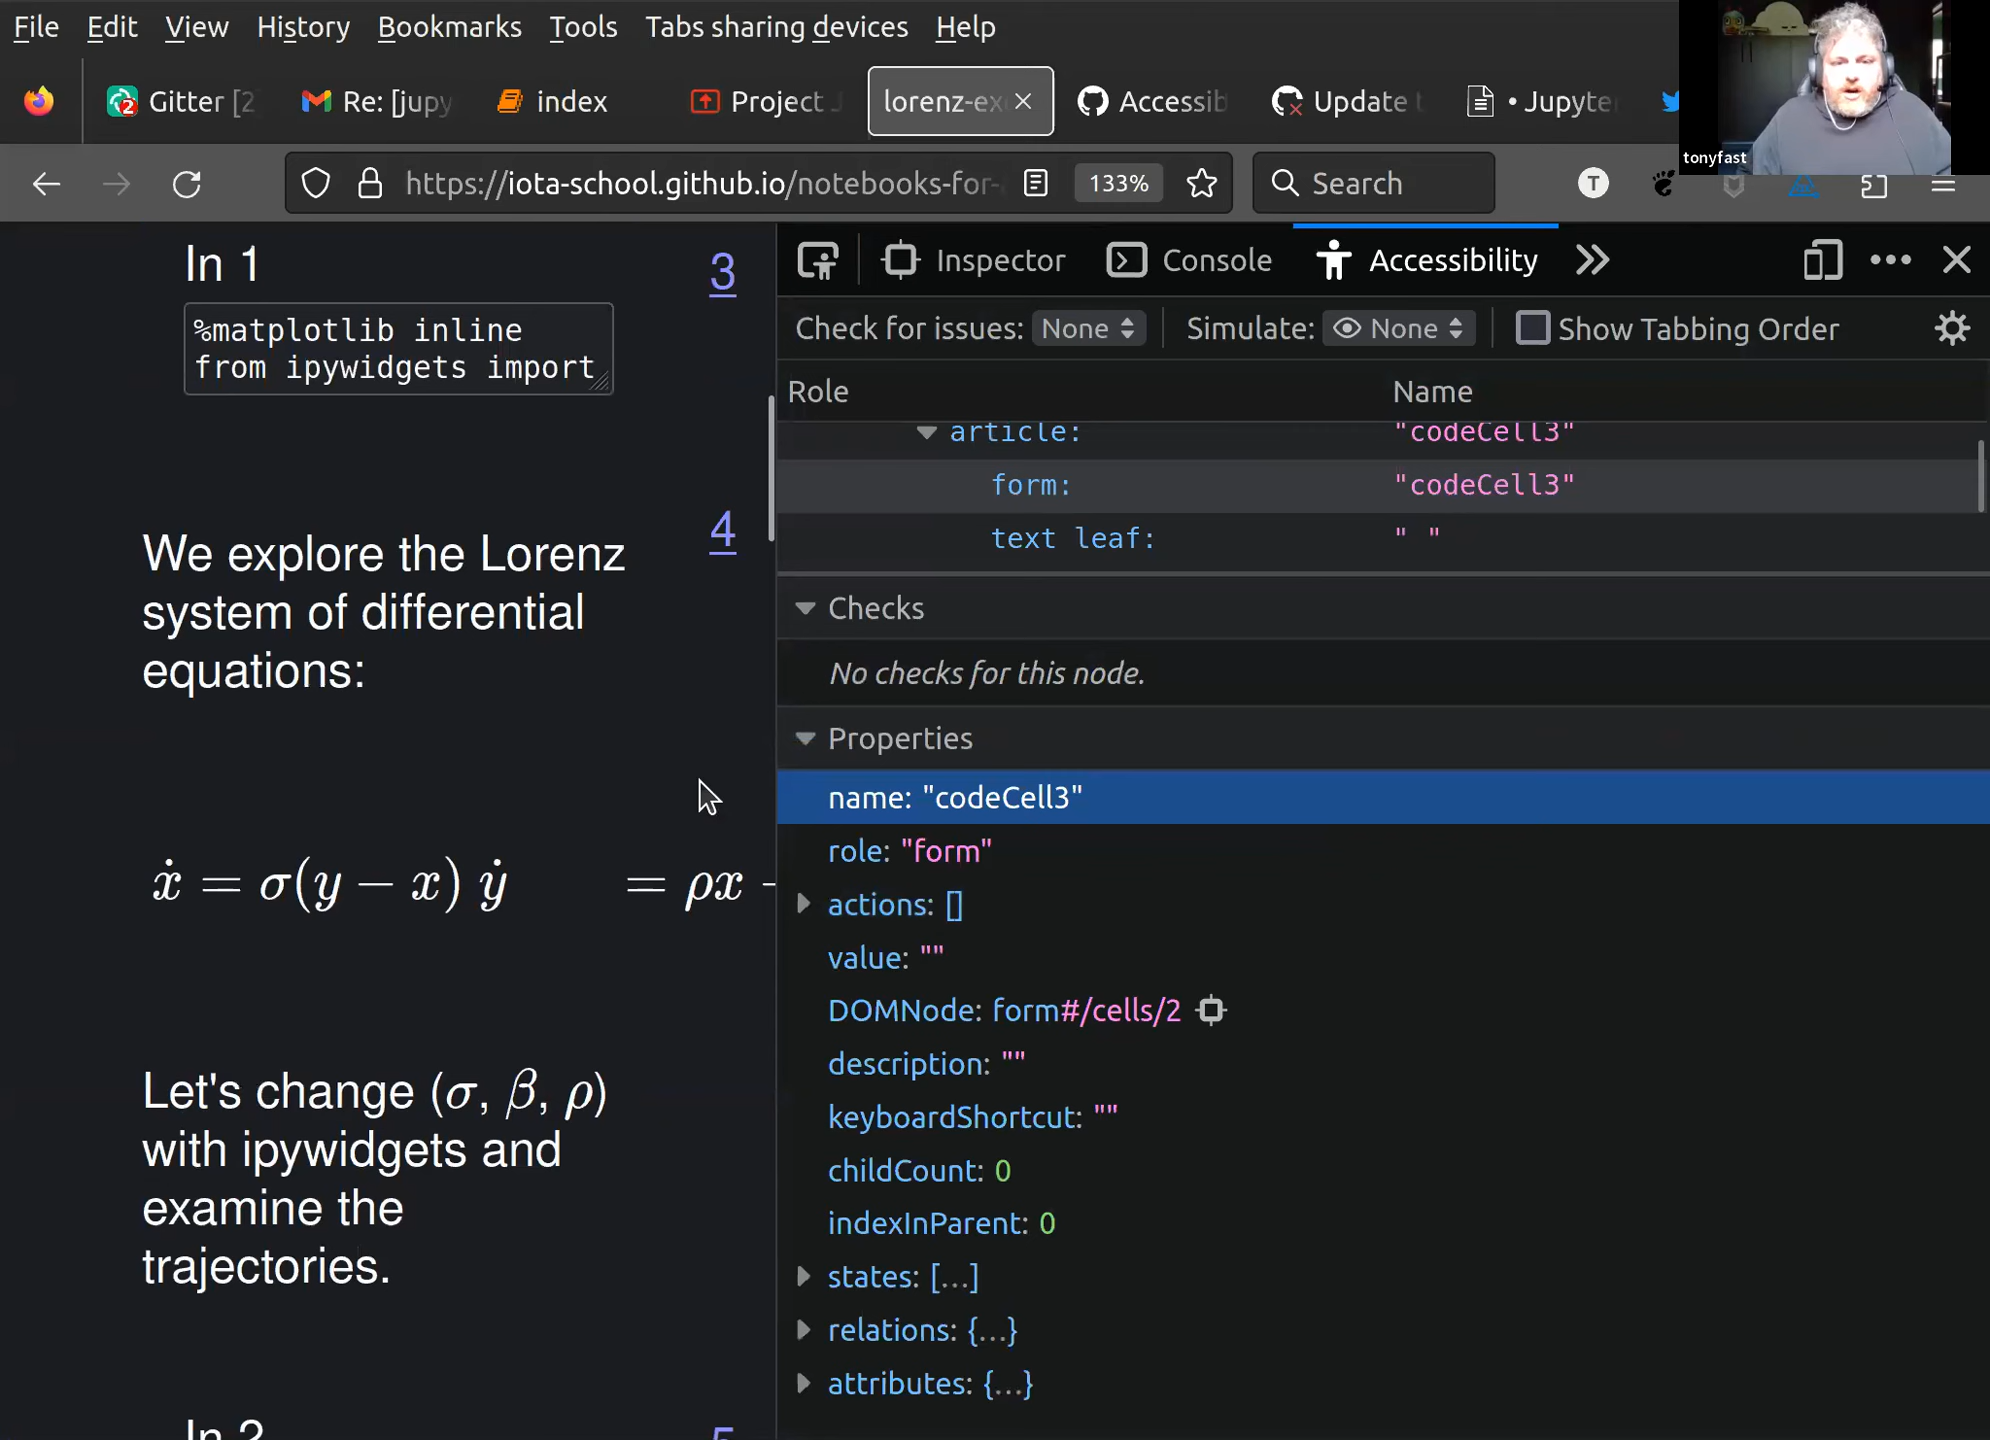 File Edit View History Bookmarks Tools Tabs sharing devices Help
Gitter [2
2
Re: [jupy
index
Project J
lorenz-ex
Accessib
Update t
• Jupyte
tonyfast
https://iota-school.github.io/notebooks-for-
133%
Search
T
In 1
3
%matplotlib inline
from ipywidgets import
4
We explore the Lorenz
system of differential
equations:
ẋ = σ(y − x) ẏ = ρx −
Let's change (σ, β, ρ)
with ipywidgets and
examine the
trajectories.
In 2
5
Inspector Console Accessibility
Check for issues: None Simulate: None Show Tabbing Order
Role Name
article: "codeCell3"
form: "codeCell3"
text leaf: " "
Checks
No checks for this node.
Properties
name: "codeCell3"
role: "form"
actions: []
value: ""
DOMNode: form#/cells/2
description: ""
keyboardShortcut: ""
childCount: 0
indexInParent: 0
states: […]
relations: {…}
attributes: {…}